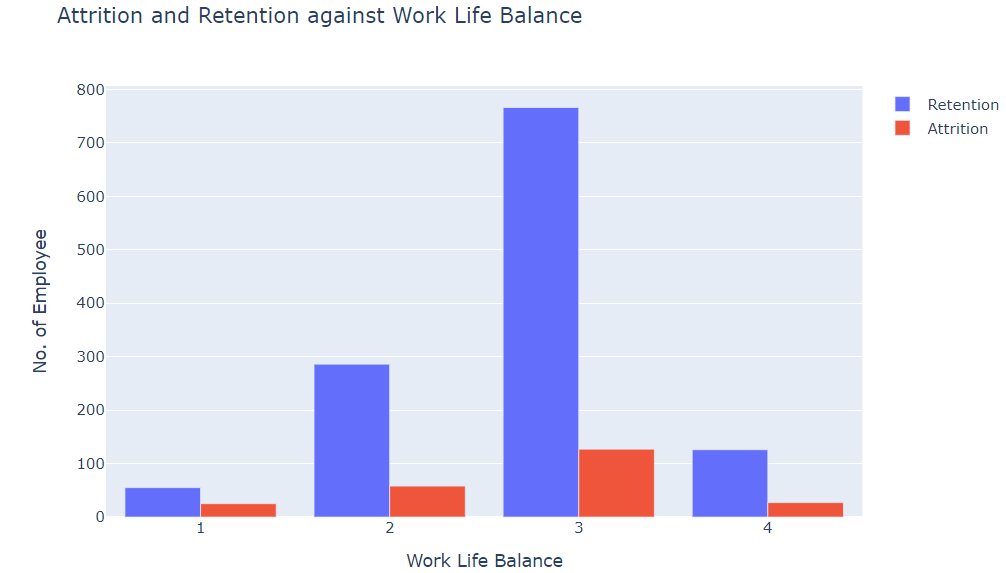 Attrition and Retention against Work Life Balance
Retention
Attrition
No. of Employee
800
700
600
500
400
300
200
100
0
1
2
3
4
Work Life Balance